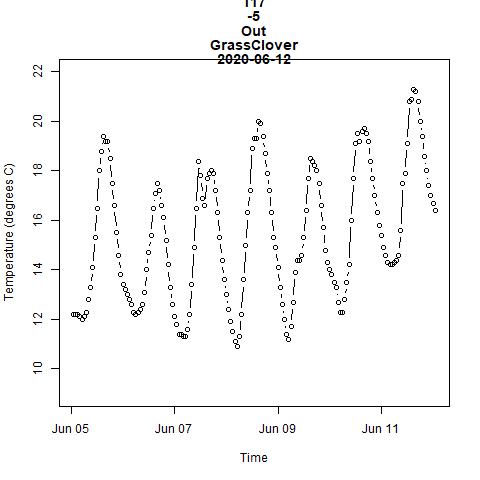 117
-5
Out
GrassClover
2020-06-12
Temperature (degrees C)
22
20
18
16
14
12
10
Jun 05
Jun 07
Jun 09
Jun 11
Time